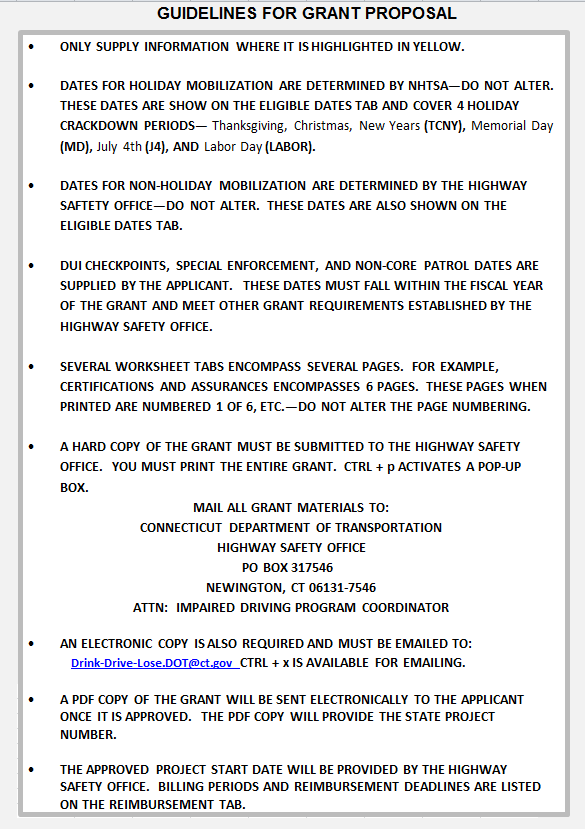 GUIDELINES FOR GRANT PROPOSAL
• ONLY SUPPLY INFORMATION WHERE IT IS HIGHLIGHTED IN YELLOW.
• DATES FOR HOLIDAY MOBILIZATION ARE DETERMINED BY NHTSA—DO NOT ALTER.
THESE DATES ARE SHOW ON THE ELIGIBLE DATES TAB AND COVER 4 HOLIDAY
CRACKDOWN PERIODS— Thanksgiving, Christmas, New Years (TCNY), Memorial Day
(MD), July 4th (J4), AND Labor Day (LABOR).
• DATES FOR NON-HOLIDAY MOBILIZATION ARE DETERMINED BY THE HIGHWAY
SAFETY OFFICE—DO NOT ALTER. THESE DATES ARE ALSO SHOWN ON THE
ELIGIBLE DATES TAB.
• DUI CHECKPOINTS, SPECIAL ENFORCEMENT, AND NON-CORE PATROL DATES ARE
SUPPLIED BY THE APPLICANT. THESE DATES MUST FALL WITHIN THE FISCAL YEAR
OF THE GRANT AND MEET OTHER GRANT REQUIREMENTS ESTABLISHED BY THE
HIGHWAY SAFETY OFFICE.
• SEVERAL WORKSHEET TABS ENCOMPASS SEVERAL PAGES. FOR EXAMPLE,
CERTIFICATIONS AND ASSURANCES ENCOMPASSES 6 PAGES. THESE PAGES WHEN
PRINTED ARE NUMBERED 1 OF 6, ETC.—DO NOT ALTER THE PAGE NUMBERING.
• A HARD COPY OF THE GRANT MUST BE SUBMITTED TO THE HIGHWAY SAFETY
OFFICE. YOU MUST PRINT THE ENTIRE GRANT. CTRL + p ACTIVATES A POP-UP
BOX.
MAIL ALL GRANT MATERIALS TO:
CONNECTICUT DEPARTMENT OF TRANSPORTATION
HIGHWAY SAFETY OFFICE
PO BOX 317546
NEWINGTON, CT 06131-7546
ATTN: IMPAIRED DRIVING PROGRAM COORDINATOR
• AN ELECTRONIC COPY IS ALSO REQUIRED AND MUST BE EMAILED TO:
Drink-Drive-Lose.DOT@ct.gov CTRL + x IS AVAILABLE FOR EMAILING.
• A PDF COPY OF THE GRANT WILL BE SENT ELECTRONICALLY TO THE APPLICANT
ONCE IT IS APPROVED. THE PDF COPY WILL PROVIDE THE STATE PROJECT
NUMBER.
• THE APPROVED PROJECT START DATE WILL BE PROVIDED BY THE HIGHWAY
SAFETY OFFICE. BILLING PERIODS AND REIMBURSEMENT DEADLINES ARE LISTED
ON THE REIMBURSEMENT TAB.